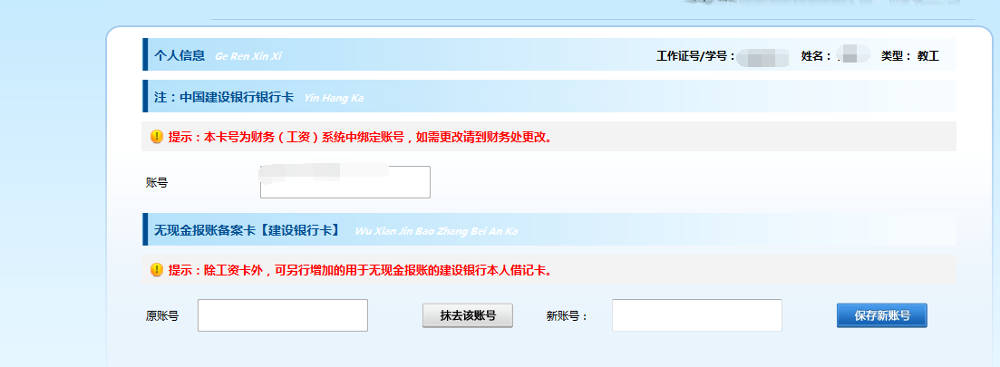 个人信息 Ge Ren Xin Xi 工作证号/学号： 姓名： 类型： 教工
注：中国建设银行银行卡 Yin Hang Ka
提示：本卡号为财务（工资）系统中绑定账号，如需更改请到财务处更改。
账号
无现金报账备案卡【建设银行卡】 Wu Xian Jin Bao Zhang Bei An Ka
提示：除工资卡外，可另行增加的用于无现金报账的建设银行本人借记卡。
原账号 抹去该账号 新账号： 保存新账号